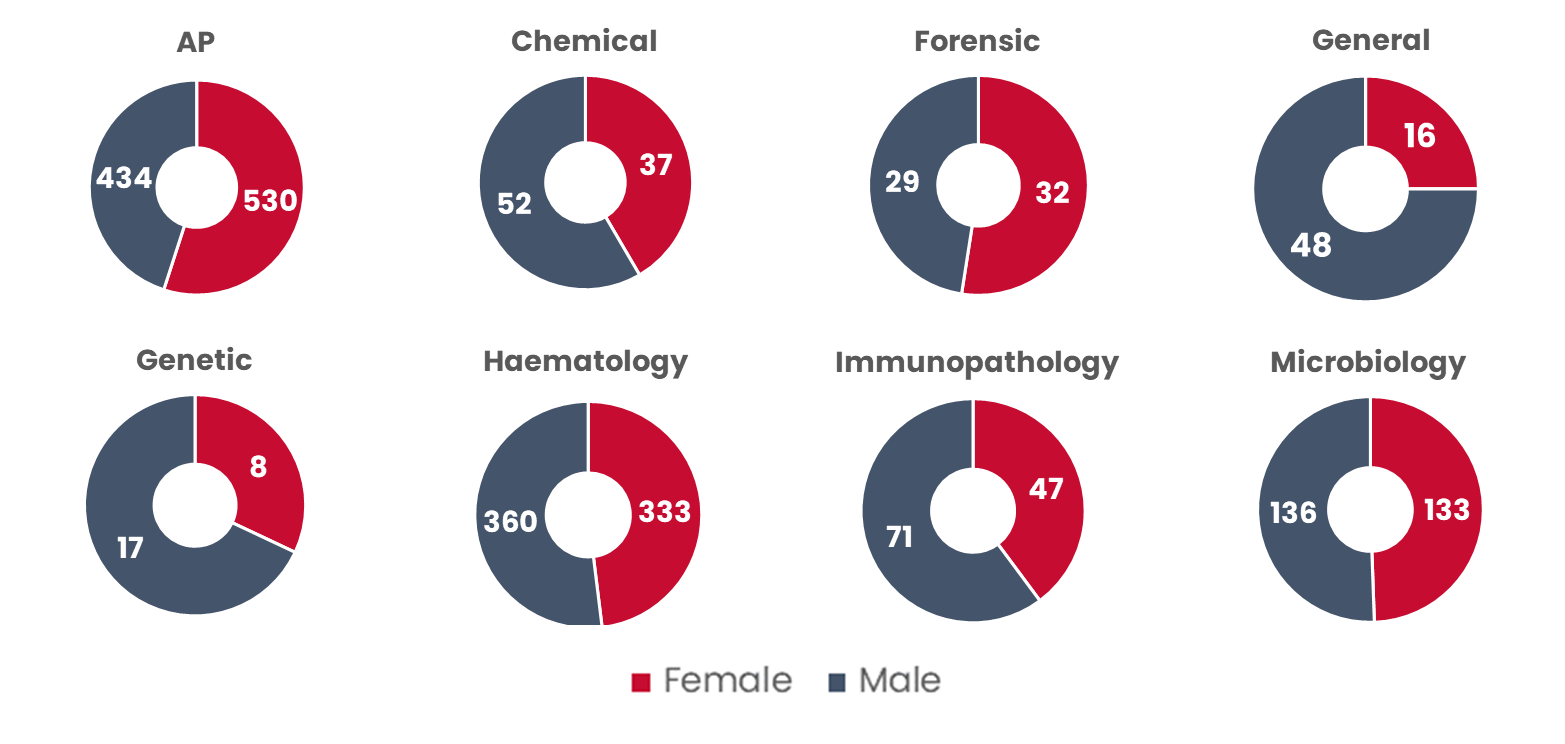 AP
Chemical
Forensic
General
434
530
52
37
29
32
16
48
Genetic
Haematology
Immunopathology
Microbiology
8
17
360
333
47
71
136
133
Female
Male